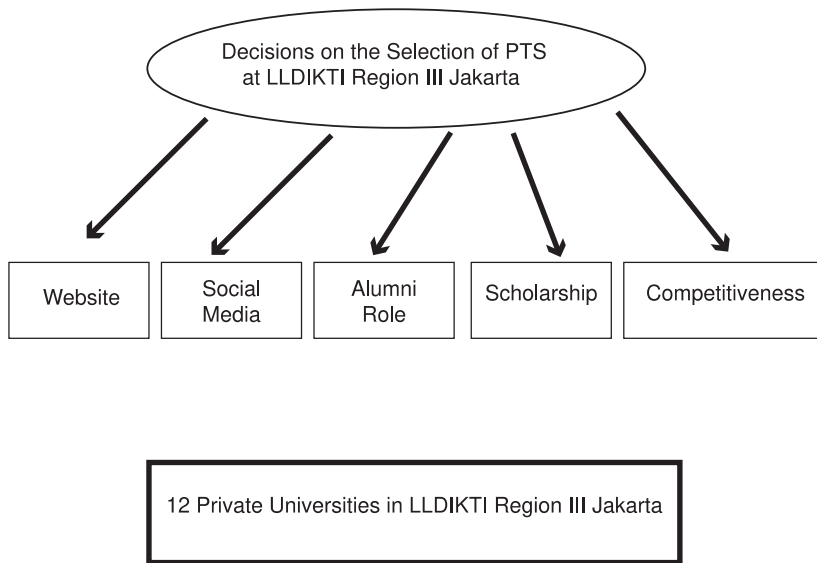 Decisions on the Selection of PTS
at LLDIKTI Region III Jakarta
Website
Social
Media
Alumni
Role
Scholarship
Competitiveness
12 Private Universities in LLDIKTI Region III Jakarta